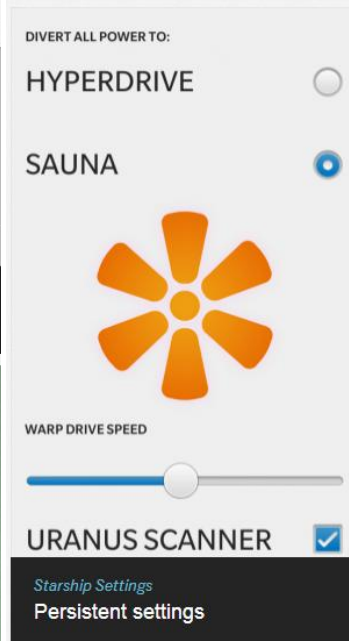 DIVERT ALL POWER TO:
HYPERDRIVE
SAUNA
WARP DRIVE SPEED
URANUS SCANNER
Starship Settings
Persistent settings